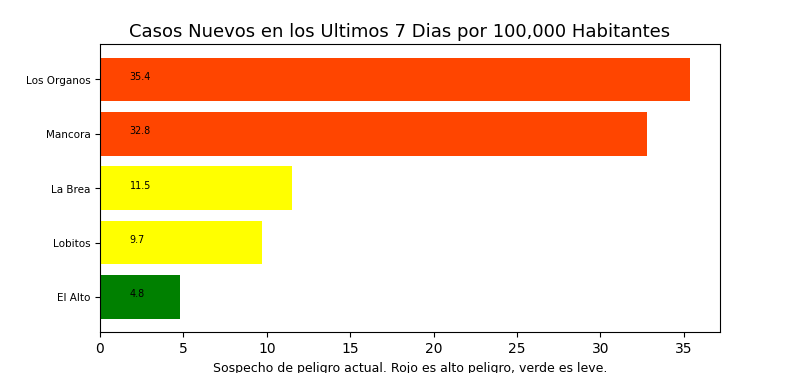 Casos Nuevos en los Ultimos 7 Dias por 100,000 Habitantes
Los Organos 35.4
Mancora 32.8
La Brea 11.5
Lobitos 9.7
El Alto 4.8
0 5 10 15 20 25 30 35
Sospecho de peligro actual. Rojo es alto peligro, verde es leve.